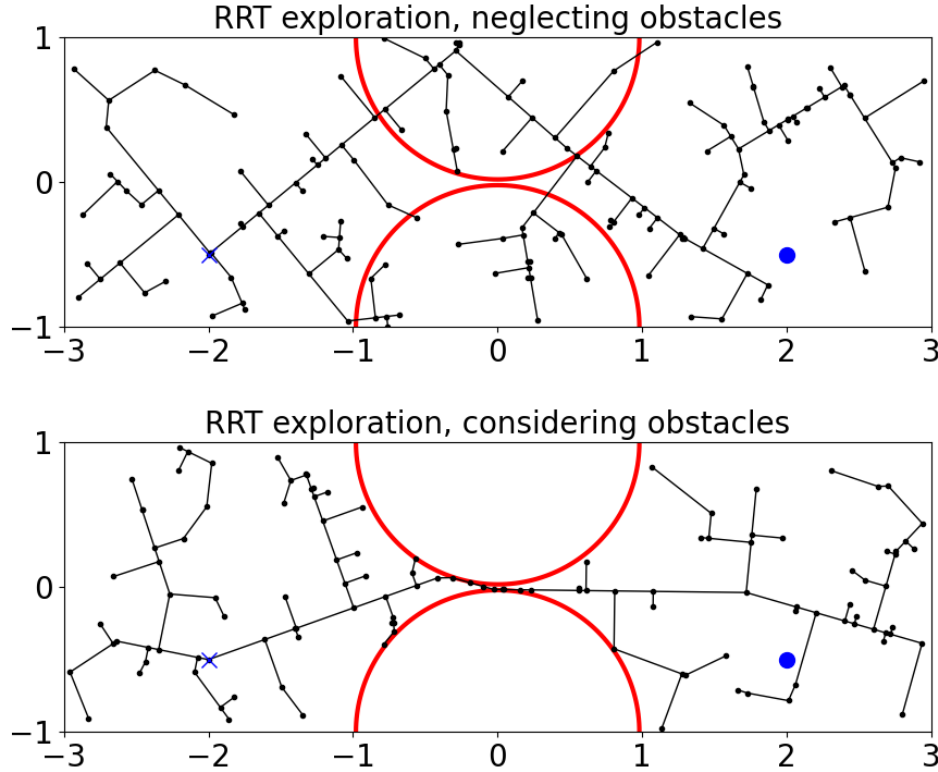 RRT exploration, neglecting obstacles
1
0
−1
−3 −2 −1 0 1 2 3
RRT exploration, considering obstacles
1
0
−1
−3 −2 −1 0 1 2 3